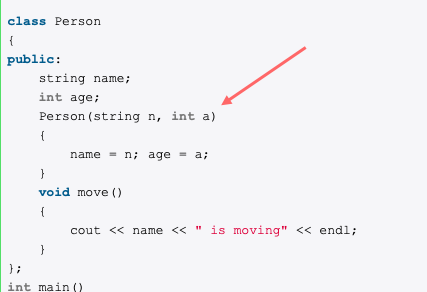 class Person
{
public:
    string name;
    int age;
    Person(string n, int a)
    {
        name = n; age = a;
    }
    void move()
    {
        cout << name << " is moving" << endl;
    }
};
int main()